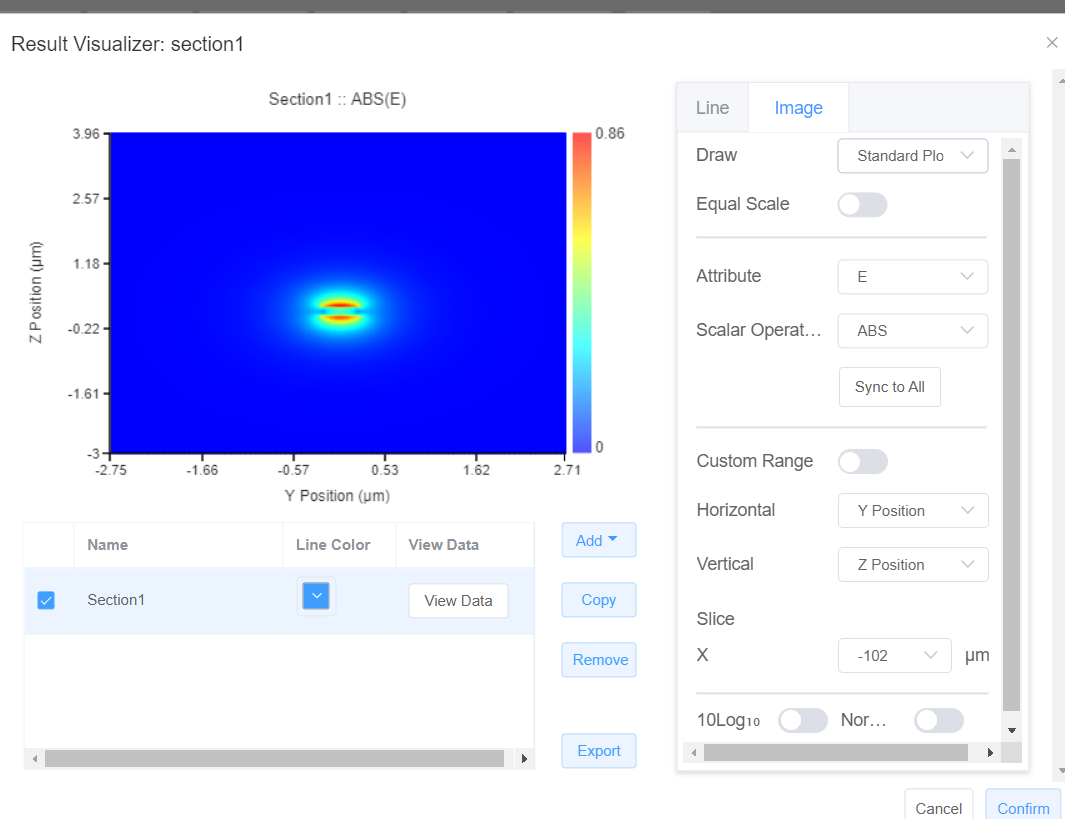 Result Visualizer: section1
Section1 :: ABS(E)
3.96
2.57
1.18
-0.22
-1.61
-3
Z Position (µm)
-2.75 -1.66 -0.57 0.53 1.62 2.71
Y Position (µm)
0.86
0
Name Line Color View Data
Section1 View Data
Add
Copy
Remove
Export
Line Image
Draw Standard Plo
Equal Scale
Attribute E
Scalar Operat... ABS
Sync to All
Custom Range
Horizontal Y Position
Vertical Z Position
Slice
X -102 µm
10Log10 Nor...
Cancel Confirm